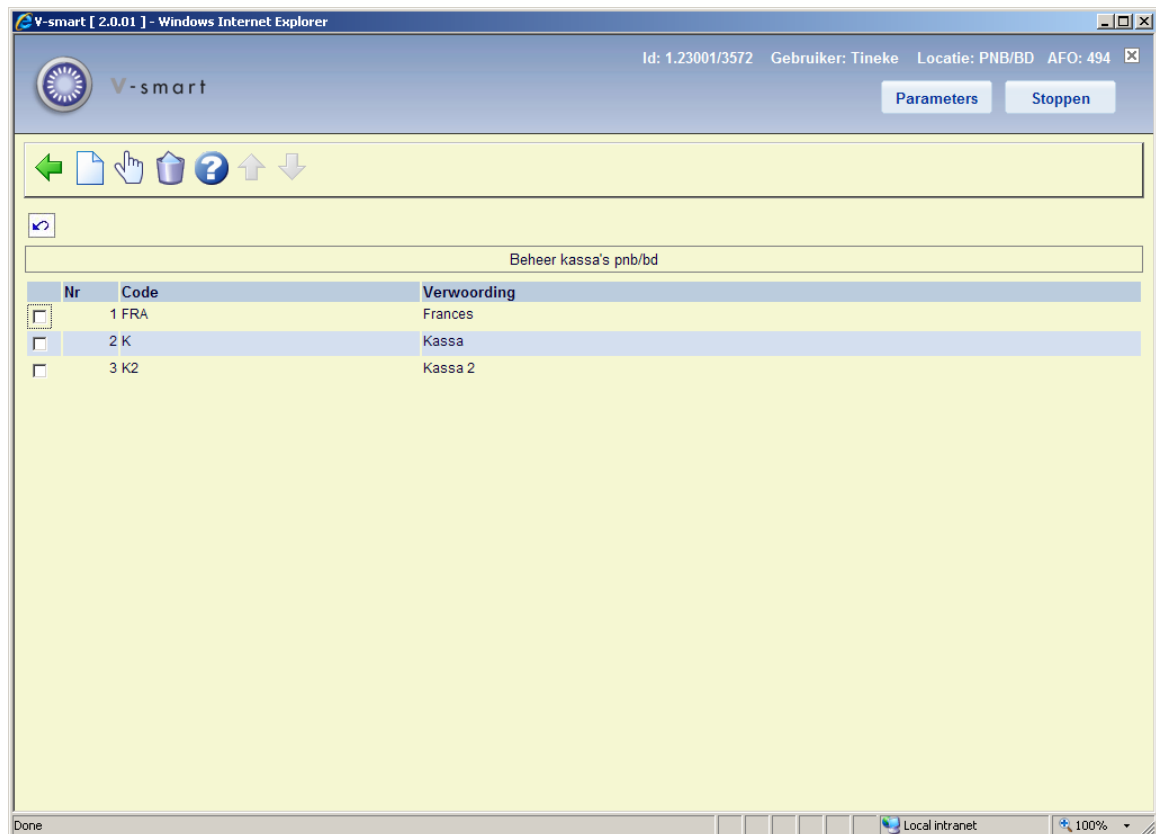 V-smart [ 2.0.01 ] - Windows Internet Explorer
Id: 1.23001/3572 Gebruiker: Tineke Locatie: PNB/BD AFO: 494
V-smart
Parameters Stoppen
Beheer kassa's pnb/bd
Nr Code Verwoording
1 FRA Frances
2 K Kassa
3 K2 Kassa 2
Done Local intranet 100%